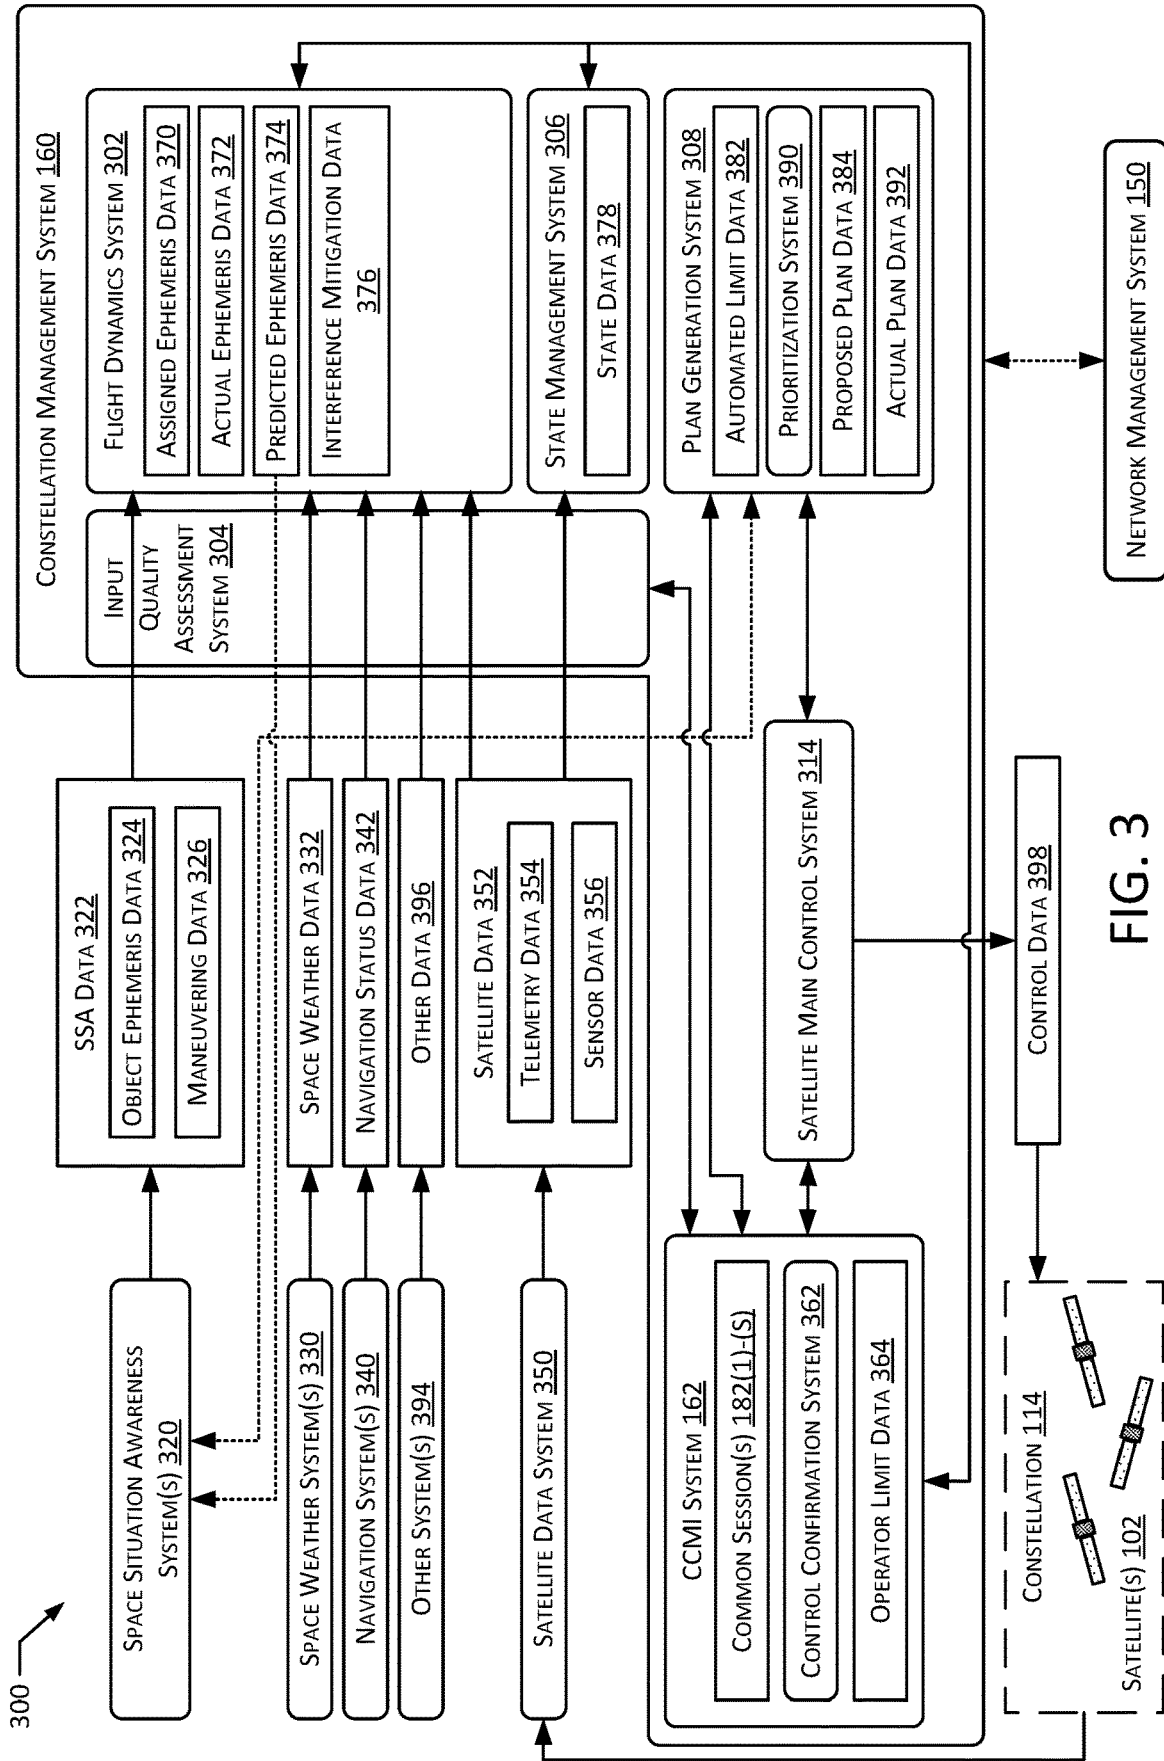 300
SPACE SITUATION AWARENESS
SYSTEM(S) 320
SPACE WEATHER SYSTEM(S) 330
NAVIGATION SYSTEM(S) 340
OTHER SYSTEM(S) 394
SATELLITE DATA SYSTEM 350
SSA DATA 322
OBJECT EPHEMERIS DATA 324
MANEUVERING DATA 326
SPACE WEATHER DATA 332
NAVIGATION STATUS DATA 342
OTHER DATA 396
SATELLITE DATA 352
TELEMETRY DATA 354
SENSOR DATA 356
CONSTELLATION MANAGEMENT SYSTEM 160
INPUT
QUALITY
ASSESSMENT
SYSTEM 304
FLIGHT DYNAMICS SYSTEM 302
ASSIGNED EPHEMERIS DATA 370
ACTUAL EPHEMERIS DATA 372
PREDICTED EPHEMERIS DATA 374
INTERFERENCE MITIGATION DATA
376
STATE MANAGEMENT SYSTEM 306
STATE DATA 378
PLAN GENERATION SYSTEM 308
AUTOMATED LIMIT DATA 382
PRIORITIZATION SYSTEM 390
PROPOSED PLAN DATA 384
ACTUAL PLAN DATA 392
CCMI SYSTEM 162
COMMON SESSION(S) 182(1)-(S)
CONTROL CONFIRMATION SYSTEM 362
OPERATOR LIMIT DATA 364
SATELLITE MAIN CONTROL SYSTEM 314
CONSTELLATION 114
SATELLITE(S) 102
CONTROL DATA 398
NETWORK MANAGEMENT SYSTEM 150
FIG. 3